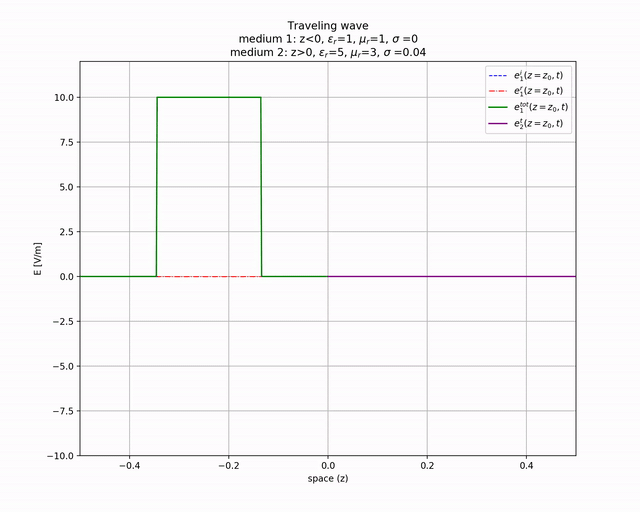 Traveling wave
medium 1: z<0, εᵣ=1, μᵣ=1, σ =0
medium 2: z>0, εᵣ=5, μᵣ=3, σ =0.04
e₁ⁱ(z = z₀, t)
e₁ʳ(z = z₀, t)
e₁ᵗᵒᵗ(z = z₀, t)
e₂ᵗ(z = z₀, t)
E [V/m]
10.0
7.5
5.0
2.5
0.0
−2.5
−5.0
−7.5
−10.0
−0.4 −0.2 0.0 0.2 0.4
space (z)